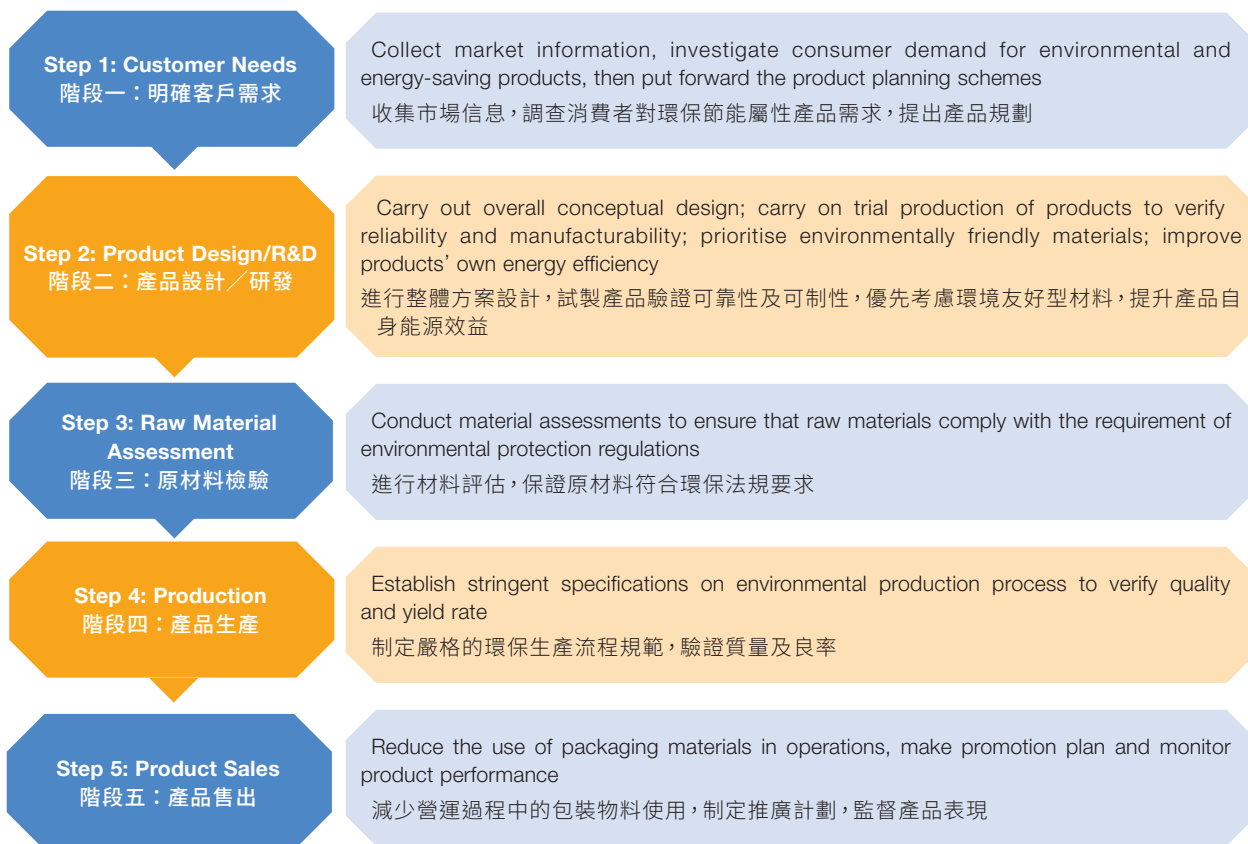 Step 1: Customer Needs
階段一：明確客戶需求
Collect market information, investigate consumer demand for environmental and
energy-saving products, then put forward the product planning schemes
收集市場信息，調查消費者對環保節能屬性產品需求，提出產品規劃
Step 2: Product Design/R&D
階段二：產品設計／研發
Carry out overall conceptual design; carry on trial production of products to verify
reliability and manufacturability; prioritise environmentally friendly materials; improve
products’ own energy efficiency
進行整體方案設計，試製產品驗證可靠性及可制性，優先考慮環境友好型材料，提升產品自
身能源效益
Step 3: Raw Material
Assessment
階段三：原材料檢驗
Conduct material assessments to ensure that raw materials comply with the requirement of
environmental protection regulations
進行材料評估，保證原材料符合環保法規要求
Step 4: Production
階段四：產品生產
Establish stringent specifications on environmental production process to verify quality
and yield rate
制定嚴格的環保生產流程規範，驗證質量及良率
Step 5: Product Sales
階段五：產品售出
Reduce the use of packaging materials in operations, make promotion plan and monitor
product performance
減少營運過程中的包裝物料使用，制定推廣計劃，監督產品表現